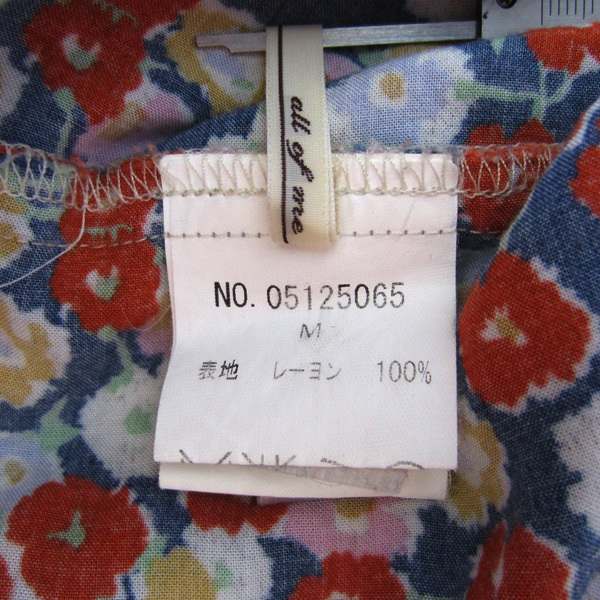 all of me
NO. 05125065
M
表地 レーヨン 100%